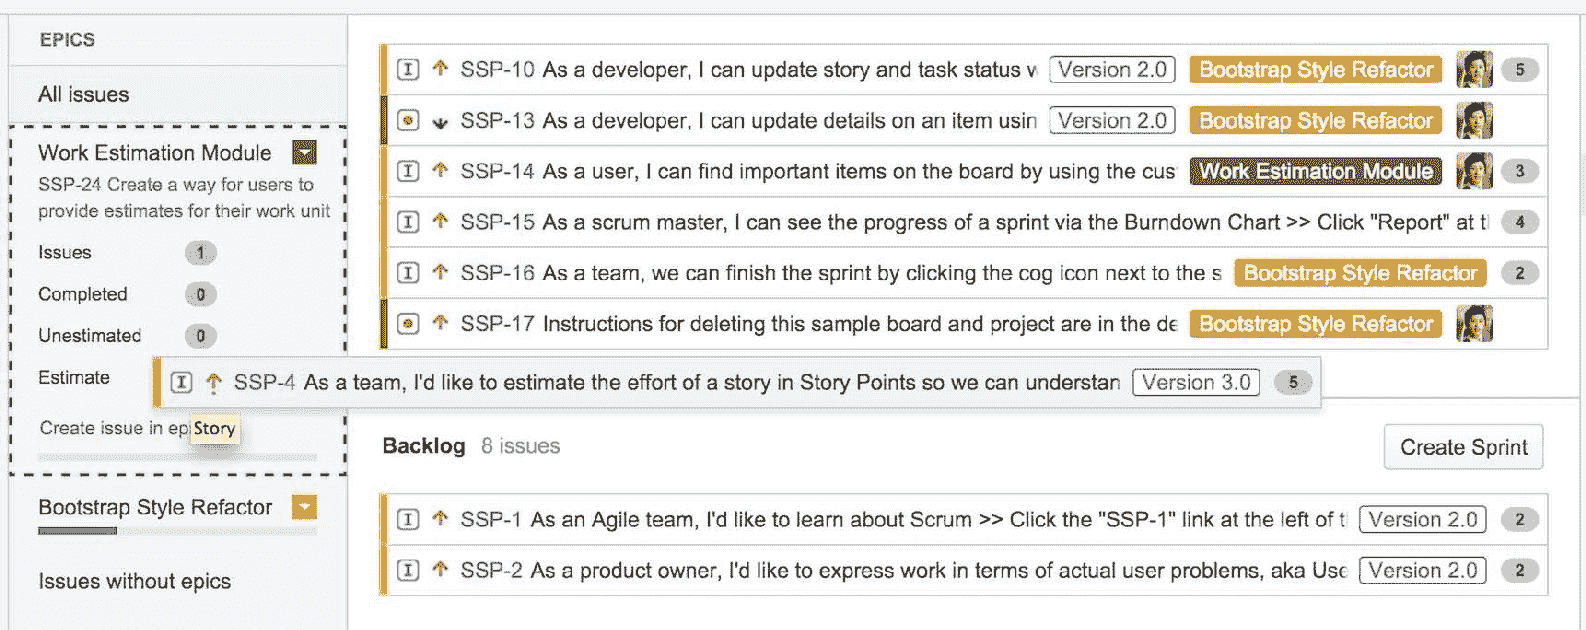 EPICS
All issues
Work Estimation Module
SSP-24 Create a way for users to
provide estimates for their work unit
Issues 1
Completed 0
Unestimated 0
Estimate
Create issue in ep
Story
Bootstrap Style Refactor
Issues without epics
SSP-10 As a developer, I can update story and task status w Version 2.0 Bootstrap Style Refactor 5
SSP-13 As a developer, I can update details on an item usin Version 2.0 Bootstrap Style Refactor
SSP-14 As a user, I can find important items on the board by using the cus Work Estimation Module 3
SSP-15 As a scrum master, I can see the progress of a sprint via the Burndown Chart >> Click "Report" at t 4
SSP-16 As a team, we can finish the sprint by clicking the cog icon next to the s Bootstrap Style Refactor 2
SSP-17 Instructions for deleting this sample board and project are in the de Bootstrap Style Refactor
SSP-4 As a team, I'd like to estimate the effort of a story in Story Points so we can understan Version 3.0 5
Backlog 8 issues
Create Sprint
SSP-1 As an Agile team, I'd like to learn about Scrum >> Click the "SSP-1" link at the left of t Version 2.0 2
SSP-2 As a product owner, I'd like to express work in terms of actual user problems, aka Use Version 2.0 2